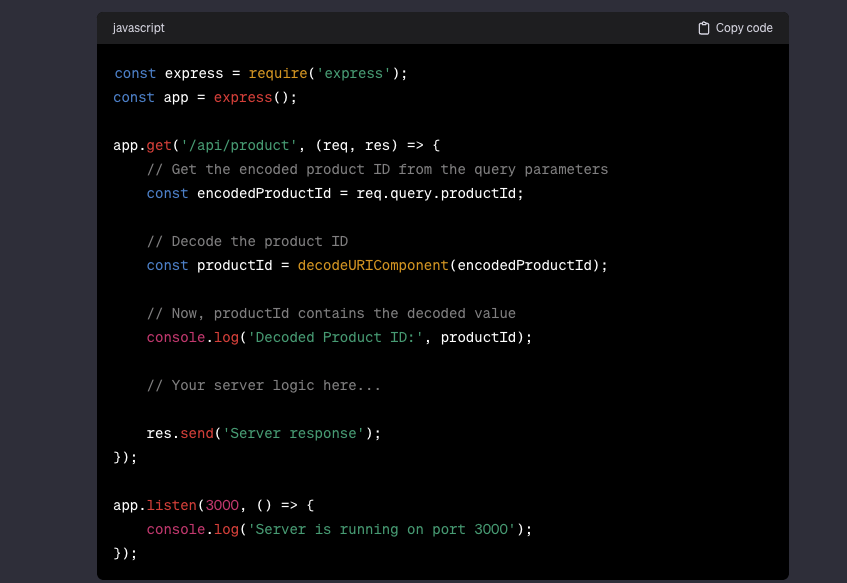 javascript
Copy code
const express = require('express');
const app = express();
app.get('/api/product', (req, res) => {
// Get the encoded product ID from the query parameters
const encodedProductId = req.query.productId;
// Decode the product ID
const productId = decodeURIComponent(encodedProductId);
// Now, productId contains the decoded value
console.log('Decoded Product ID:', productId);
// Your server logic here...
res.send('Server response');
});
app.listen(3000, () => {
console.log('Server is running on port 3000');
});